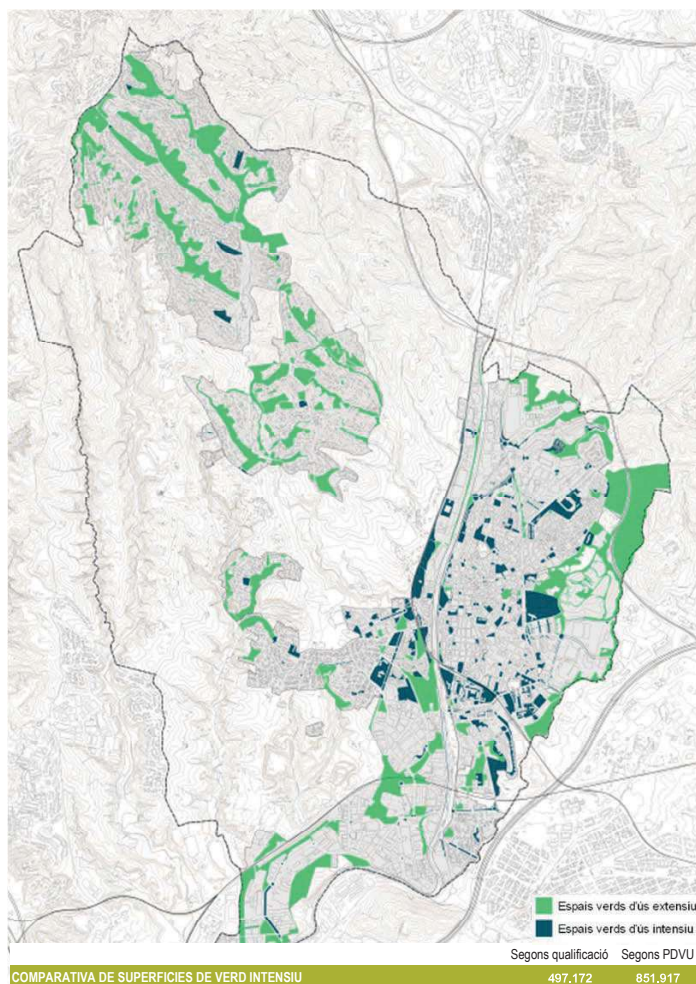 Espais verds d'ús extensiu
Espais verds d'ús intensiu
Segons qualificació Segons PDVU
COMPARATIVA DE SUPERFICIES DE VERD INTENSIU 497.172 851.917